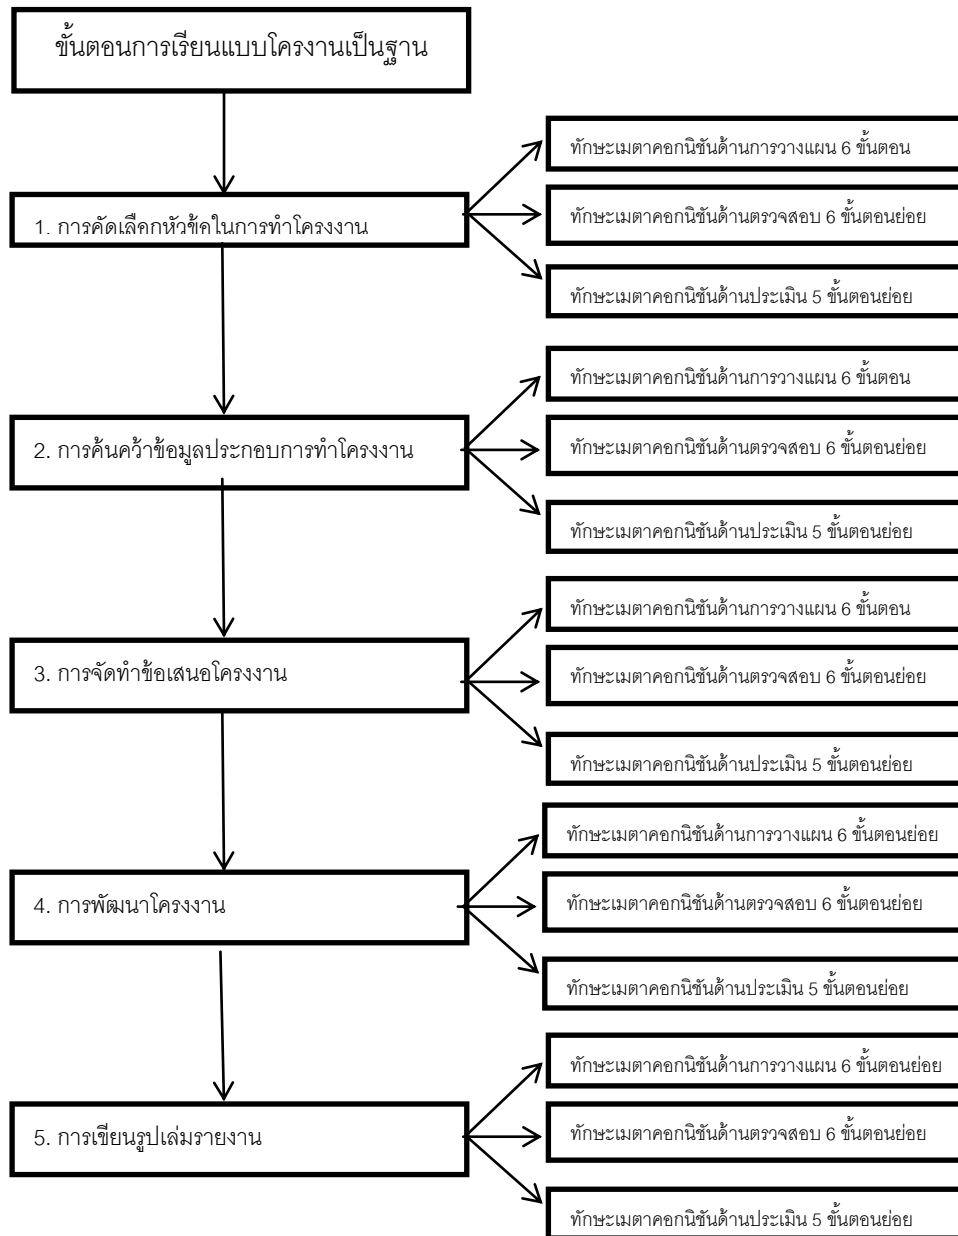 ขั้นตอนการเรียนแบบโครงงานเป็นฐาน
1. การคัดเลือกหัวข้อในการทำโครงงาน
ทักษะเมตาคอกนิชันด้านการวางแผน 6 ขั้นตอน
ทักษะเมตาคอกนิชันด้านตรวจสอบ 6 ขั้นตอนย่อย
ทักษะเมตาคอกนิชันด้านประเมิน 5 ขั้นตอนย่อย
2. การค้นคว้าข้อมูลประกอบการทำโครงงาน
ทักษะเมตาคอกนิชันด้านการวางแผน 6 ขั้นตอน
ทักษะเมตาคอกนิชันด้านตรวจสอบ 6 ขั้นตอนย่อย
ทักษะเมตาคอกนิชันด้านประเมิน 5 ขั้นตอนย่อย
3. การจัดทำข้อเสนอโครงงาน
ทักษะเมตาคอกนิชันด้านการวางแผน 6 ขั้นตอน
ทักษะเมตาคอกนิชันด้านตรวจสอบ 6 ขั้นตอนย่อย
ทักษะเมตาคอกนิชันด้านประเมิน 5 ขั้นตอนย่อย
4. การพัฒนาโครงงาน
ทักษะเมตาคอกนิชันด้านการวางแผน 6 ขั้นตอนย่อย
ทักษะเมตาคอกนิชันด้านตรวจสอบ 6 ขั้นตอนย่อย
ทักษะเมตาคอกนิชันด้านประเมิน 5 ขั้นตอนย่อย
5. การเขียนรูปเล่มรายงาน
ทักษะเมตาคอกนิชันด้านการวางแผน 6 ขั้นตอนย่อย
ทักษะเมตาคอกนิชันด้านตรวจสอบ 6 ขั้นตอนย่อย
ทักษะเมตาคอกนิชันด้านประเมิน 5 ขั้นตอนย่อย